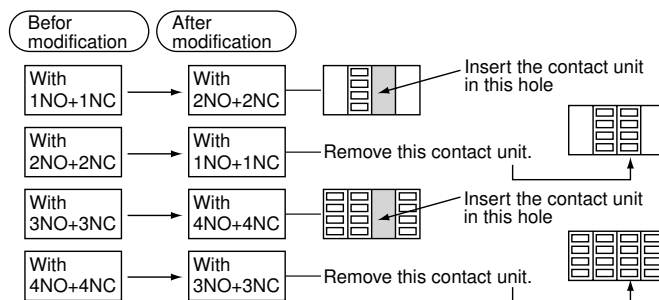 Befor
modification
After
modification
With
1NO+1NC
With
2NO+2NC
Insert the contact unit
in this hole
With
2NO+2NC
With
1NO+1NC
Remove this contact unit.
With
3NO+3NC
With
4NO+4NC
Insert the contact unit
in this hole
With
4NO+4NC
With
3NO+3NC
Remove this contact unit.